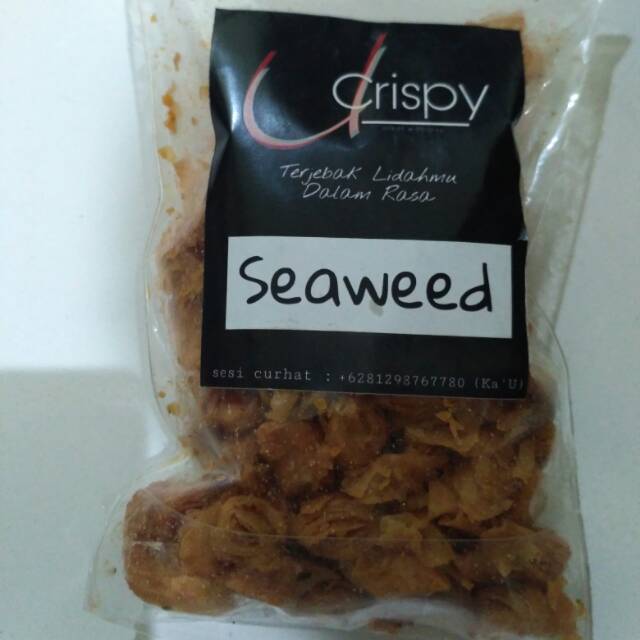 U Crispy
Terjebak Lidahmu
Dalam Rasa
Seaweed
sesi curhat : +6281298767780 (Ka'U)